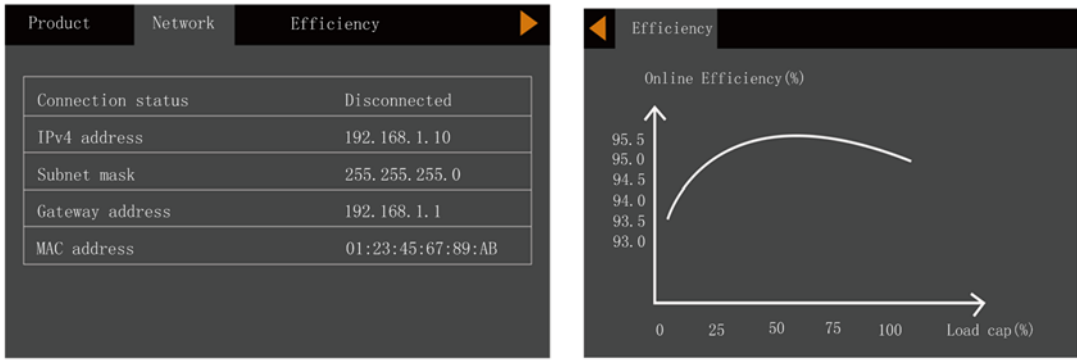 Product Network Efficiency
Connection status Disconnected
IPv4 address 192.168.1.10
Subnet mask 255.255.255.0
Gateway address 192.168.1.1
MAC address 01:23:45:67:89:AB
Efficiency
Online Efficiency(%)
95.5
95.0
94.5
94.0
93.5
93.0
0 25 50 75 100 Load cap(%)